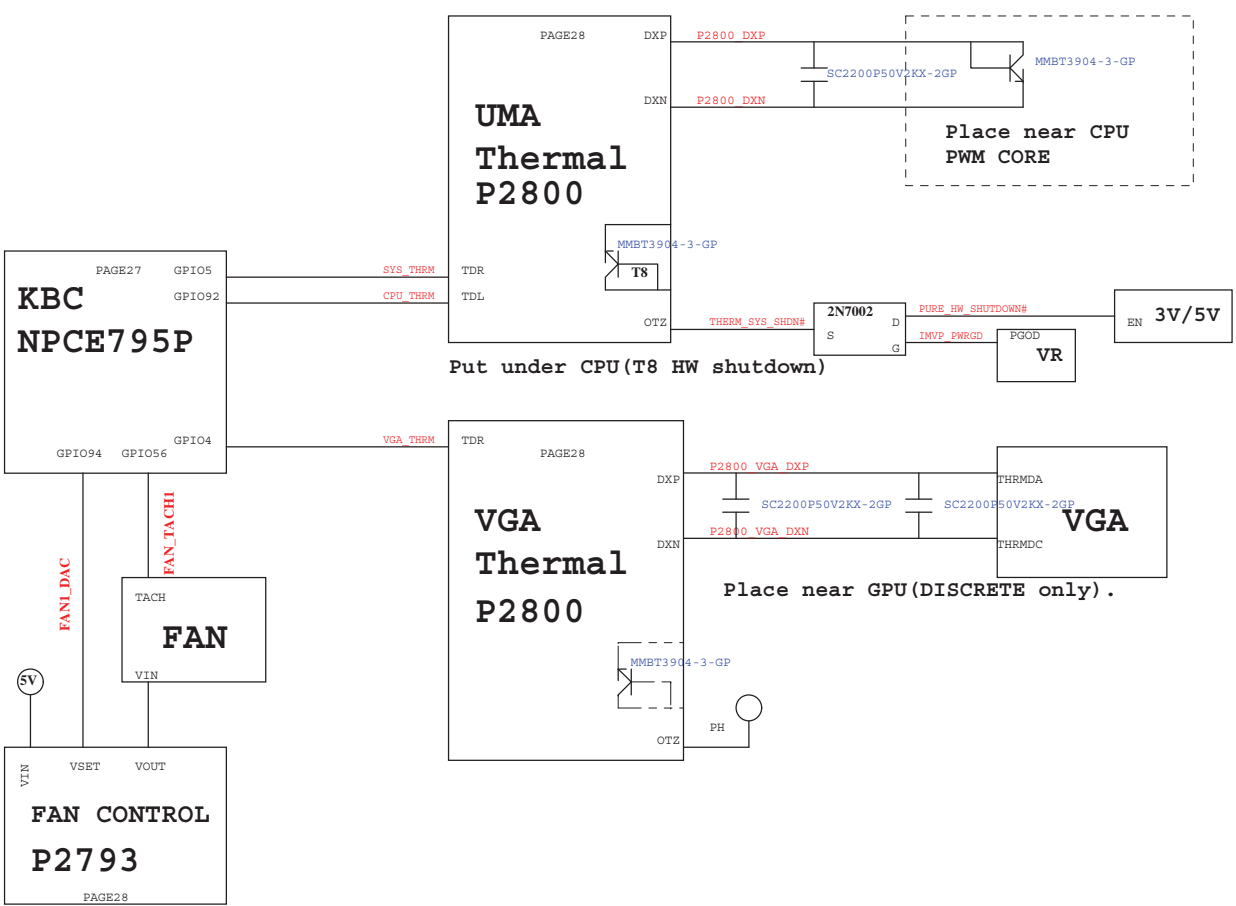 PAGE28
DXP
P2800_DXP
SC2200P50V2KX-2GP
MMBT3904-3-GP
DXN
P2800_DXN
UMA
Thermal
P2800
Place near CPU
PWM CORE
MMBT3904-3-GP
T8
PAGE27
GPIO5
SYS_THRM
TDR
KBC
NPCE795P
GPIO92
CPU_THRM
TDL
OTZ
THERM_SYS_SHDN#
2N7002
D
S
G
PURE_HW_SHUTDOWN#
IMVP_PWRGD
EN
3V/5V
PGOD
VR
Put under CPU(T8 HW shutdown)
GPIO4
VGA_THRM
TDR
PAGE28
GPIO94
GPIO56
DXP
P2800_VGA_DXP
THRMDA
SC2200P50V2KX-2GP
SC2200P50V2KX-2GP
VGA
VGA
Thermal
P2800
DXN
P2800_VGA_DXN
THRMDC
Place near GPU(DISCRETE only).
FAN1_DAC
FAN_TACH1
TACH
FAN
VIN
MMBT3904-3-GP
OTZ
PH
5V
VIN
VSET
VOUT
FAN CONTROL
P2793
PAGE28